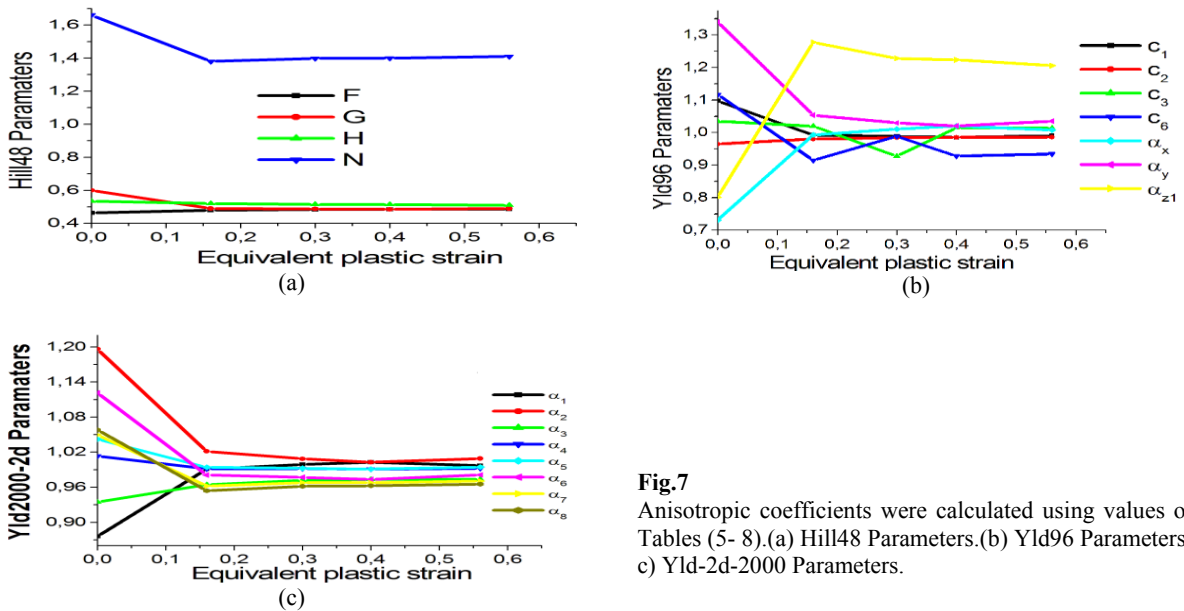 Hill48 Paramaters
1,6
1,4
1,2
1,0
0,8
0,6
0,4
F
G
H
N
0,0 0,1 0,2 0,3 0,4 0,5 0,6
Equivalent plastic strain
(a)
Yld96 Parameters
1,3
1,2
1,1
1,0
0,9
0,8
0,7
C1
C2
C3
C6
αx
αy
αz1
0,0 0,1 0,2 0,3 0,4 0,5 0,6
Equivalent plastic strain
(b)
Yld2000-2d Paramaters
1,20
1,14
1,08
1,02
0,96
0,90
α1
α2
α3
α4
α5
α6
α7
α8
0,0 0,1 0,2 0,3 0,4 0,5 0,6
Equivalent plastic strain
(c)
Fig.7
Anisotropic coefficients were calculated using values o
Tables (5- 8).(a) Hill48 Parameters.(b) Yld96 Parameters
c) Yld-2d-2000 Parameters.